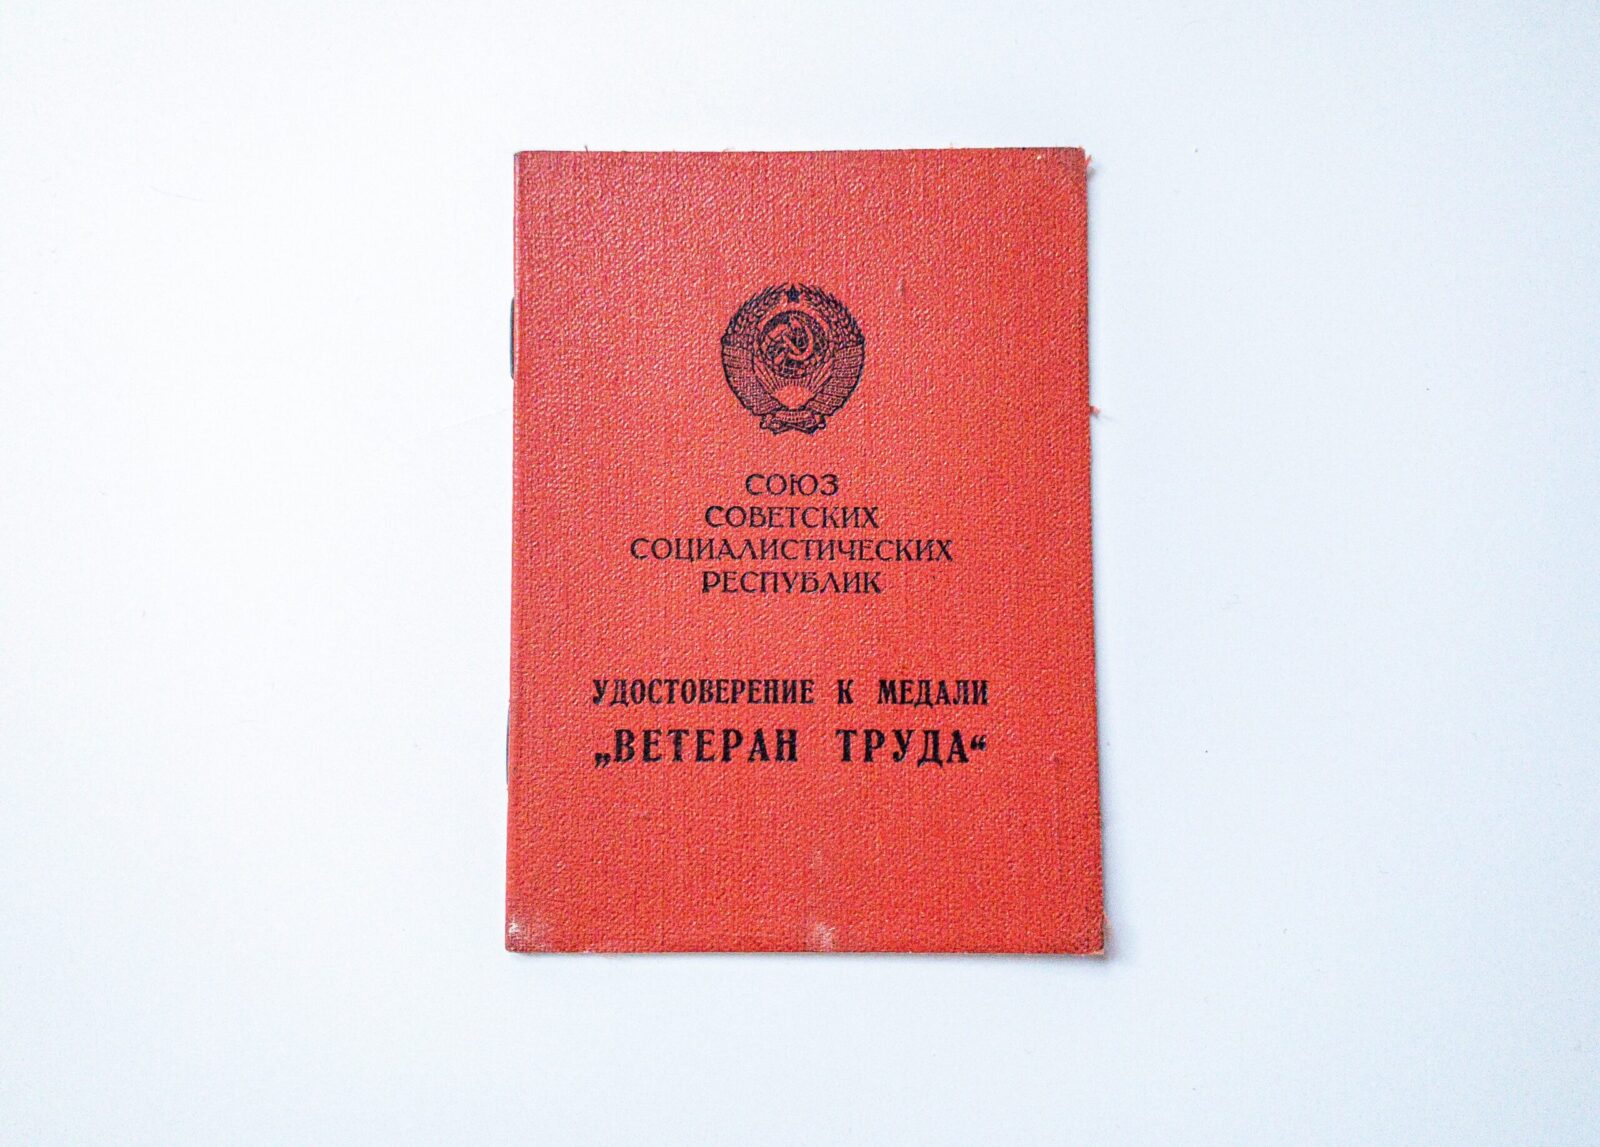 СОЮЗ
СОВЕТСКИХ
СОЦИАЛИСТИЧЕСКИХ
РЕСПУБЛИК
УДОСТОВЕРЕНИЕ К МЕДАЛИ
„ВЕТЕРАН ТРУДА“